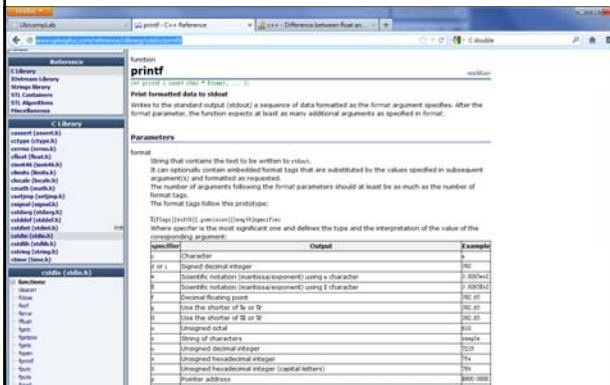 Firefox
UbicompLab
printf - C++ Reference
c++ - Difference between float an...
www.cplusplus.com/reference/clibrary/cstdio/printf/
C double
Reference
C Library
IOstream Library
Strings library
STL Containers
STL Algorithms
Miscellaneous
C Library
cassert (assert.h)
cctype (ctype.h)
cerrno (errno.h)
cfloat (float.h)
ciso646 (iso646.h)
climits (limits.h)
clocale (locale.h)
cmath (math.h)
csetjmp (setjmp.h)
csignal (signal.h)
cstdarg (stdarg.h)
cstddef (stddef.h)
cstdio (stdio.h)
cstdlib (stdlib.h)
cstring (string.h)
ctime (time.h)
cstdio (stdio.h)
functions:
clearerr
fclose
feof
ferror
fflush
fgetc
fgetpos
fgets
fopen
fprintf
fputc
fputs
function
printf
<cstdio>
int printf ( const char * format, ... );
Print formatted data to stdout
Writes to the standard output (stdout) a sequence of data formatted as the format argument specifies. After the
format parameter, the function expects at least as many additional arguments as specified in format.
Parameters
format
String that contains the text to be written to stdout.
It can optionally contain embedded format tags that are substituted by the values specified in subsequent
argument(s) and formatted as requested.
The number of arguments following the format parameters should at least be as much as the number of
format tags.
The format tags follow this prototype:
%[flags][width][.precision][length]specifier
Where specifier is the most significant one and defines the type and the interpretation of the value of the
coresponding argument:
specifier Output Example
c Character a
d or i Signed decimal integer 392
e Scientific notation (mantissa/exponent) using e character 3.9265e+2
E Scientific notation (mantissa/exponent) using E character 3.9265E+2
f Decimal floating point 392.65
g Use the shorter of %e or %f 392.65
G Use the shorter of %E or %f 392.65
o Unsigned octal 610
s String of characters sample
u Unsigned decimal integer 7235
x Unsigned hexadecimal integer 7fa
X Unsigned hexadecimal integer (capital letters) 7FA
p Pointer address B800:0000